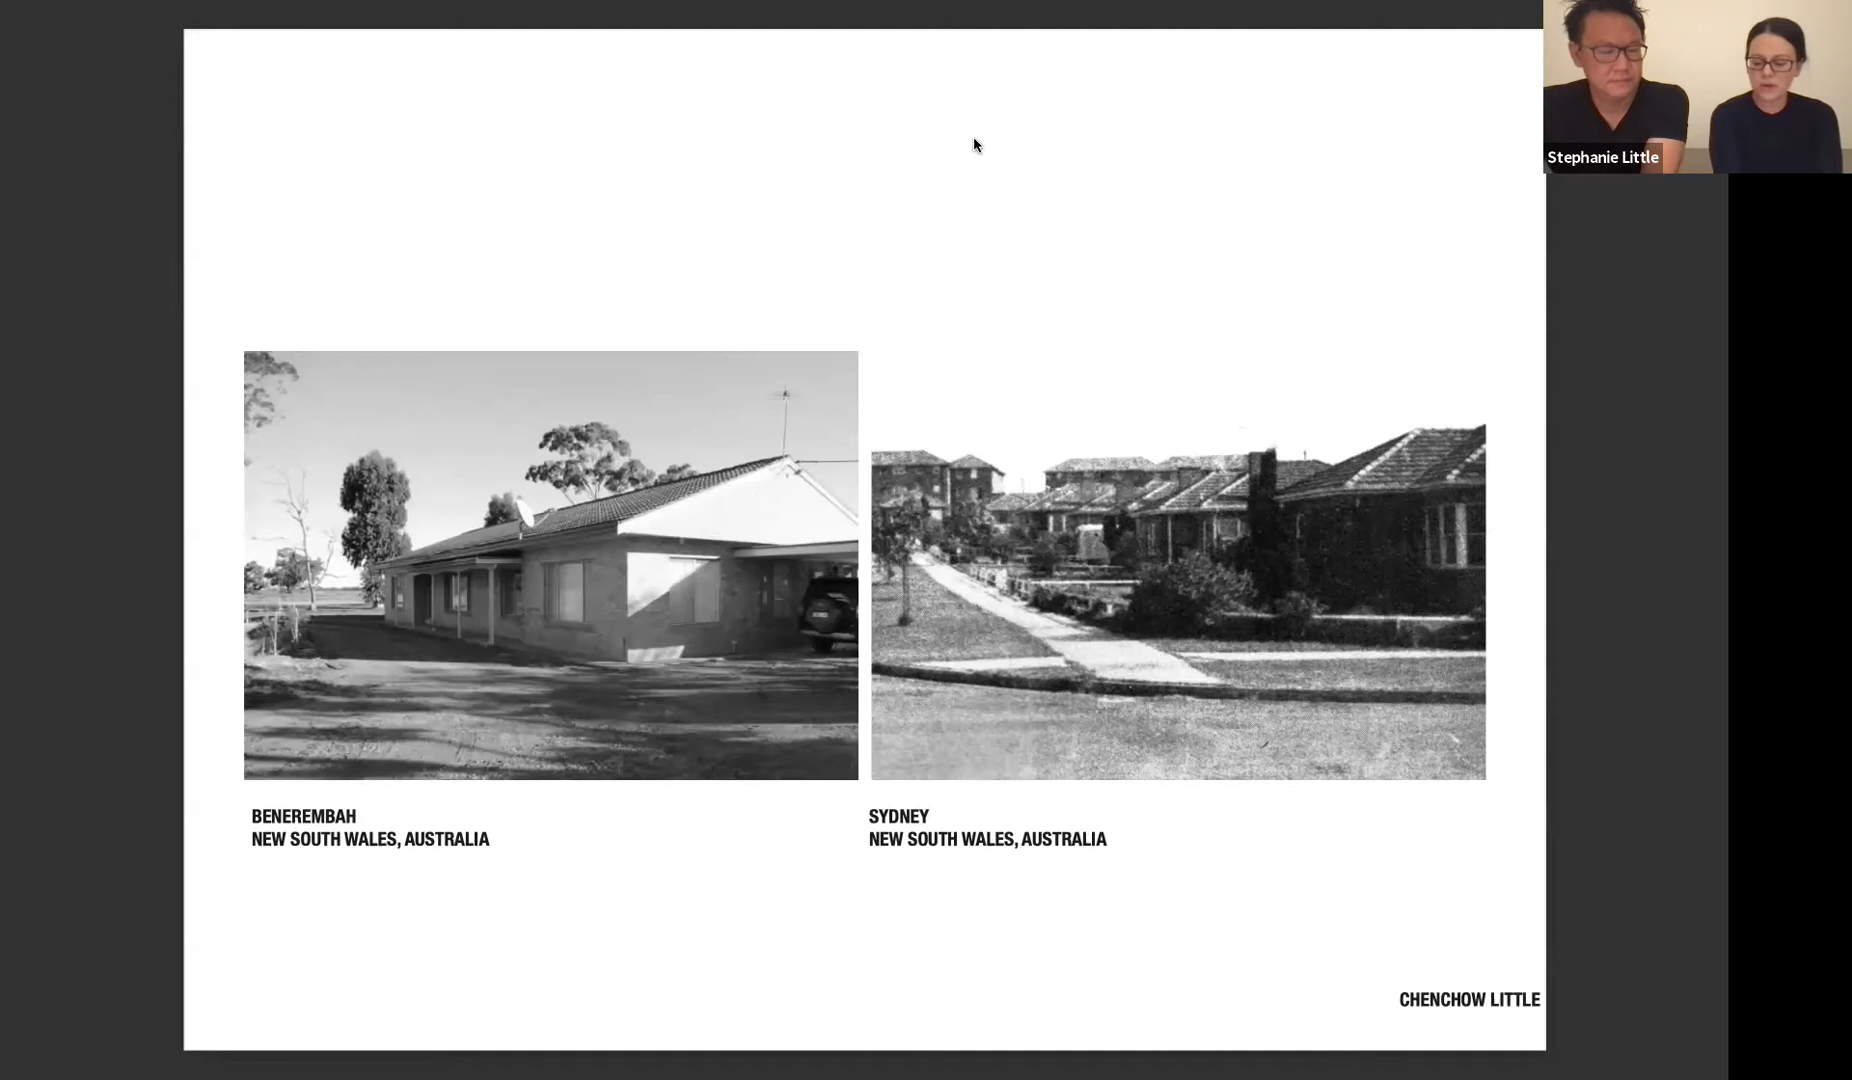 Stephanie Little
BENEREMBAH
NEW SOUTH WALES, AUSTRALIA
SYDNEY
NEW SOUTH WALES, AUSTRALIA
CHENCHOW LITTLE